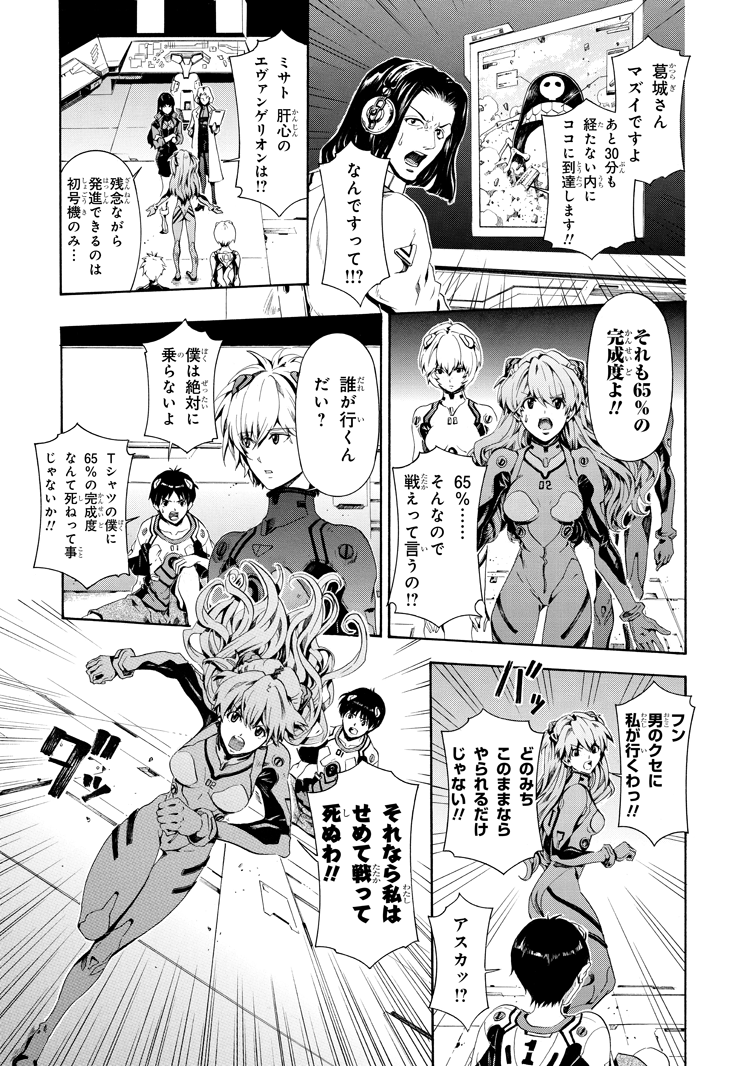 葛城さん
マズイですよ
あと30分も
経たない内に
ココに到達
します!!
なんですって!!!?
ミサト 肝心の
エヴァンゲリオンは!?
残念ながら
発進できるのは
初号機のみ…
それも65％の
完成度よ!!
65％……
そんなので
戦えって言うの!?
誰が行くん
だい?
僕は絶対に
乗らないよ
Tシャツの僕に
65％の完成度
なんて死ねって事
じゃないか!!
フン
男のクセに
私が行くわっ!!
どのみち
このままなら
やられるだけ
じゃない!!
バッ
アスカッ!?
それなら私は
せめて戦って
死ぬわ!!
ダッ